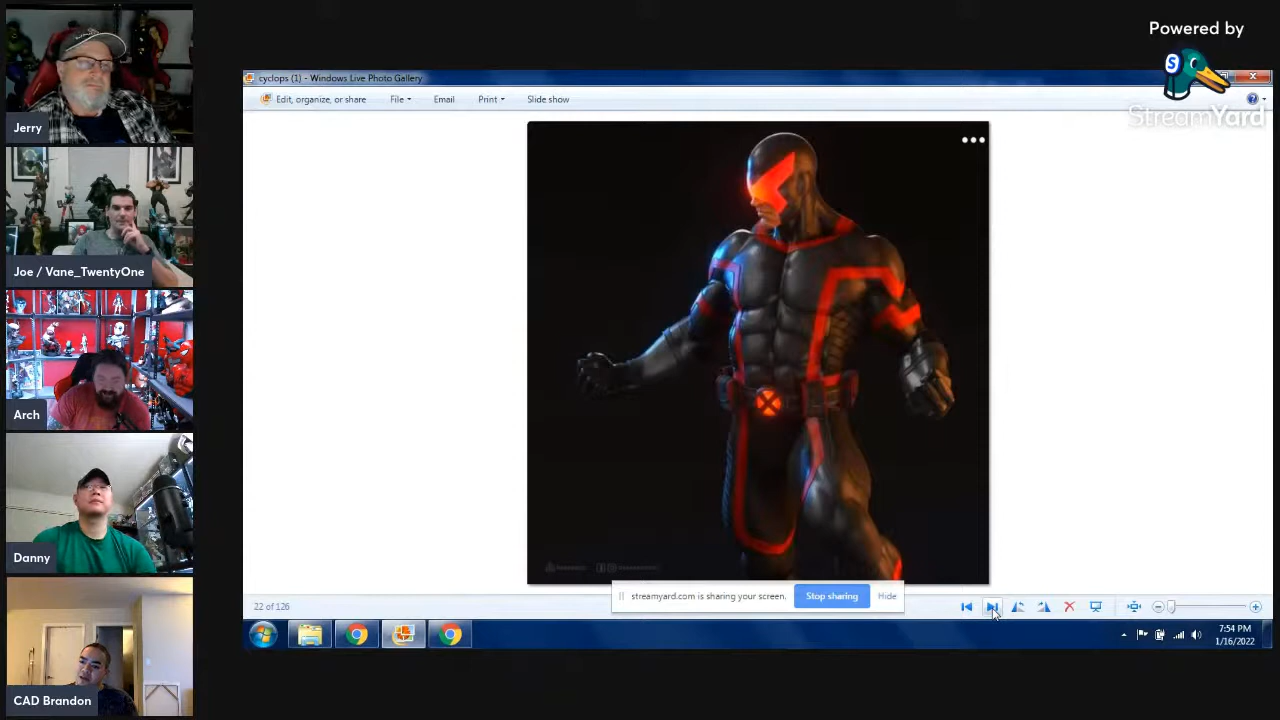 Powered by
StreamYard
cyclops (1) - Windows Live Photo Gallery
Edit, organize, or share
File
Email
Print
Slide show
Jerry
Joe / Vane_TwentyOne
Arch
Danny
CAD Brandon
streamyard.com is sharing your screen.
Stop sharing
Hide
22 of 126
7:54 PM
1/16/2022